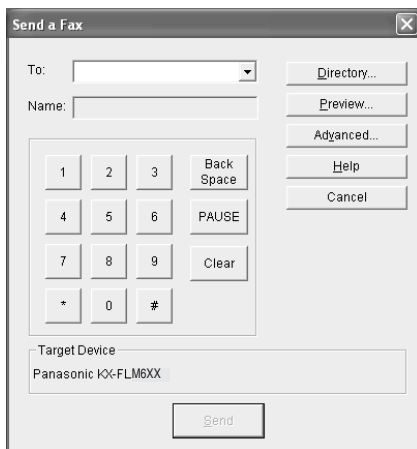 Send a Fax
To:
Directory...
Name:
Preview...
Advanced...
Help
Cancel
1 2 3 Back Space
4 5 6 PAUSE
7 8 9 Clear
* 0 #
Target Device
Panasonic KX-FLM6XX
Send